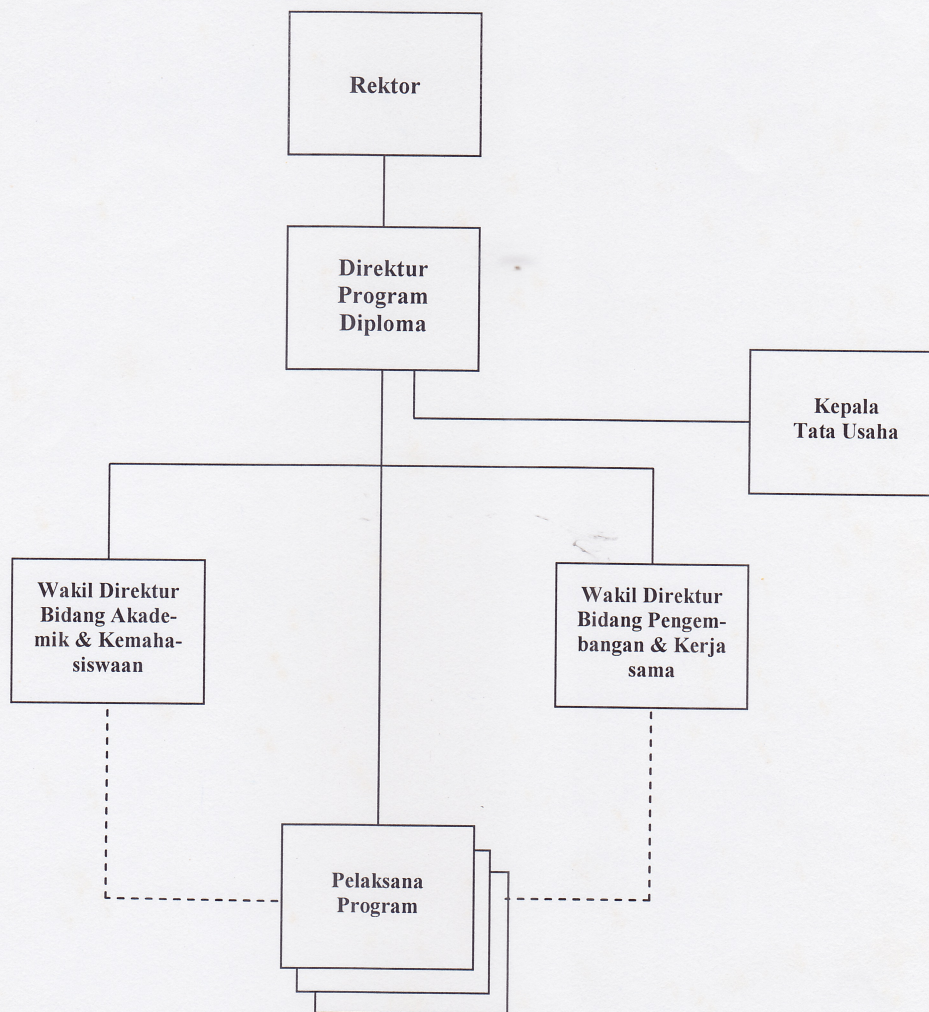 Rektor
Direktur
Program
Diploma
Kepala
Tata Usaha
Wakil Direktur
Bidang Akade-
mik & Kemaha-
siswaan
Wakil Direktur
Bidang Pengem-
bangan & Kerja
sama
Pelaksana
Program